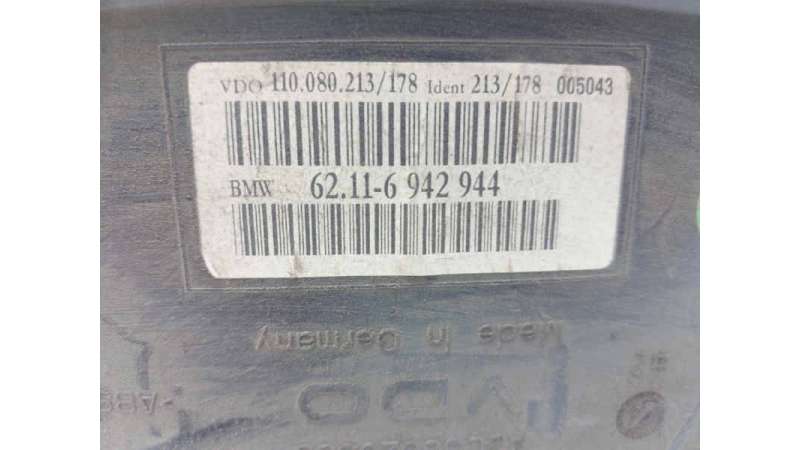 VDO 110.080.213/178 Ident 213/178 005043
BMW 62.11-6 942 944
Made in Germany
VDO